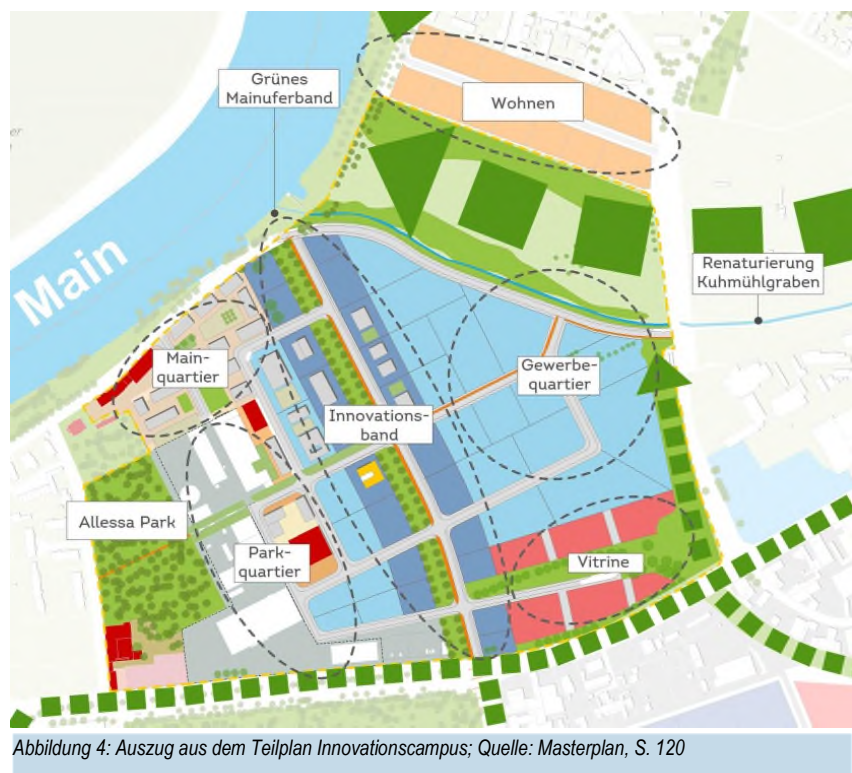 Grünes
Mainuferband
Wohnen
Main
Renaturierung
Kuhmühlgraben
Main-
quartier
Gewerbe-
quartier
Innovations-
band
Allessa Park
Park-
quartier
Vitrine
Abbildung 4: Auszug aus dem Teilplan Innovationscampus; Quelle: Masterplan, S. 120